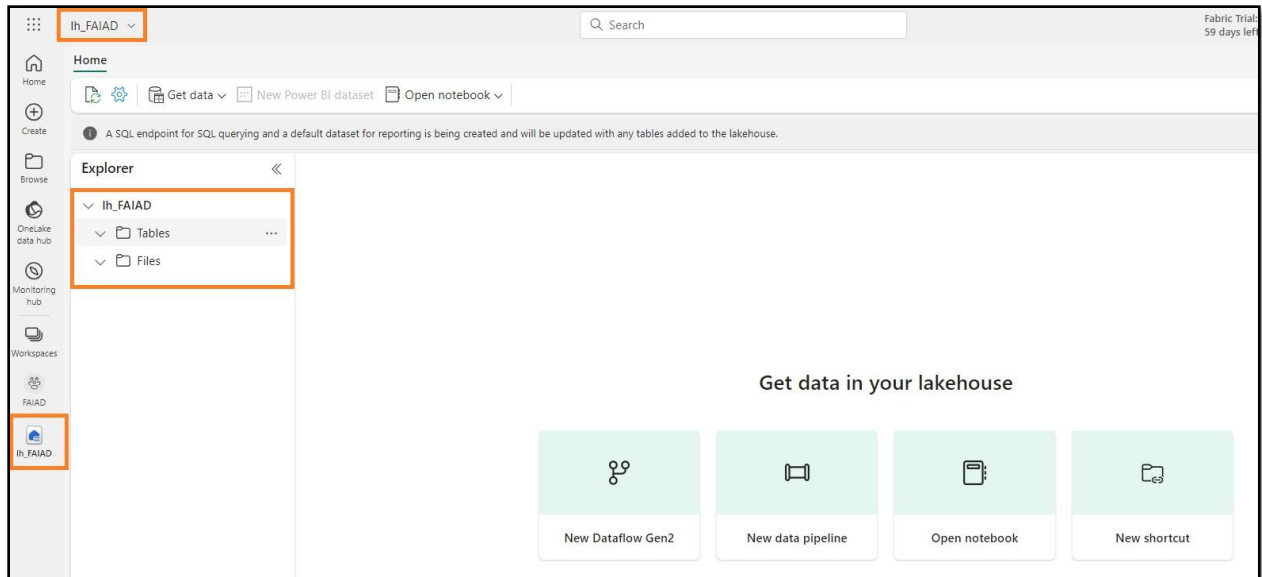 lh_FAIAD
Search
Fabric Trial:
59 days left
Home
Home
Get data
New Power BI dataset
Open notebook
Create
A SQL endpoint for SQL querying and a default dataset for reporting is being created and will be updated with any tables added to the lakehouse.
Browse
Explorer
lh_FAIAD
OneLake
data hub
Tables
Files
Monitoring
hub
Workspaces
FAIAD
lh_FAIAD
Get data in your lakehouse
New Dataflow Gen2
New data pipeline
Open notebook
New shortcut